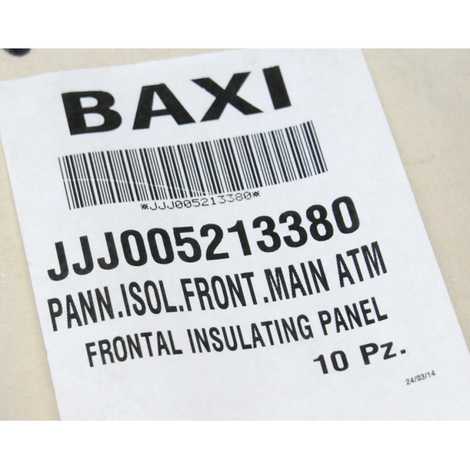 BAXI
*JJJ005213380*
JJJ005213380
PANN.ISOL.FRONT.MAIN ATM
FRONTAL INSULATING PANEL
10 Pz.
24/03/14